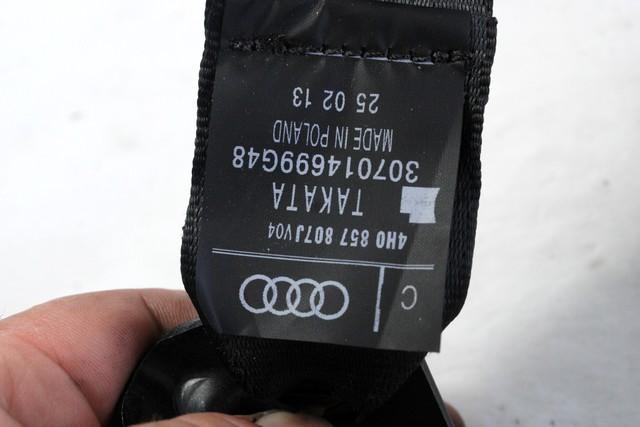 C
4H0 857 807J V04
TAKATA
307014699G48
MADE IN POLAND
25 02 13